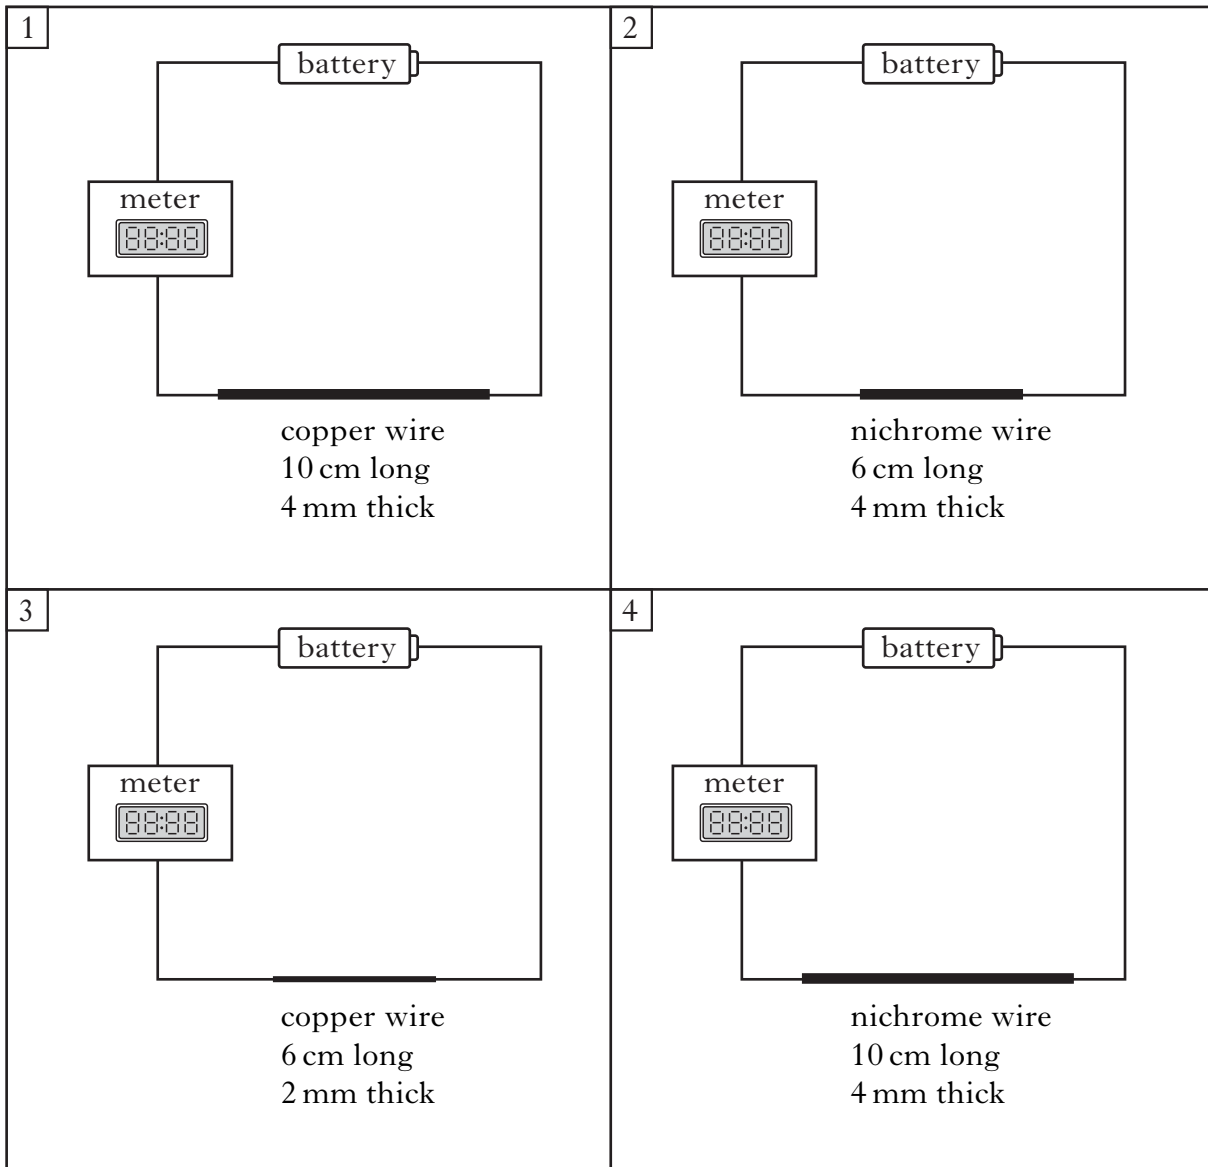 1
battery
meter
88:88
copper wire
10 cm long
4 mm thick
2
battery
meter
88:88
nichrome wire
6 cm long
4 mm thick
3
battery
meter
88:88
copper wire
6 cm long
2 mm thick
4
battery
meter
88:88
nichrome wire
10 cm long
4 mm thick